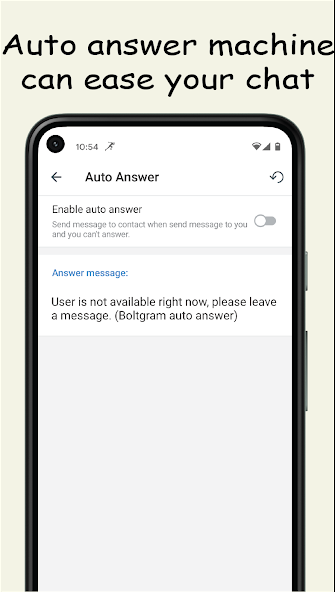 Auto answer machine
can ease your chat
10:54
Auto Answer
Enable auto answer
Send message to contact when send message to you
and you can't answer.
Answer message:
User is not available right now, please leave
a message. (Boltgram auto answer)